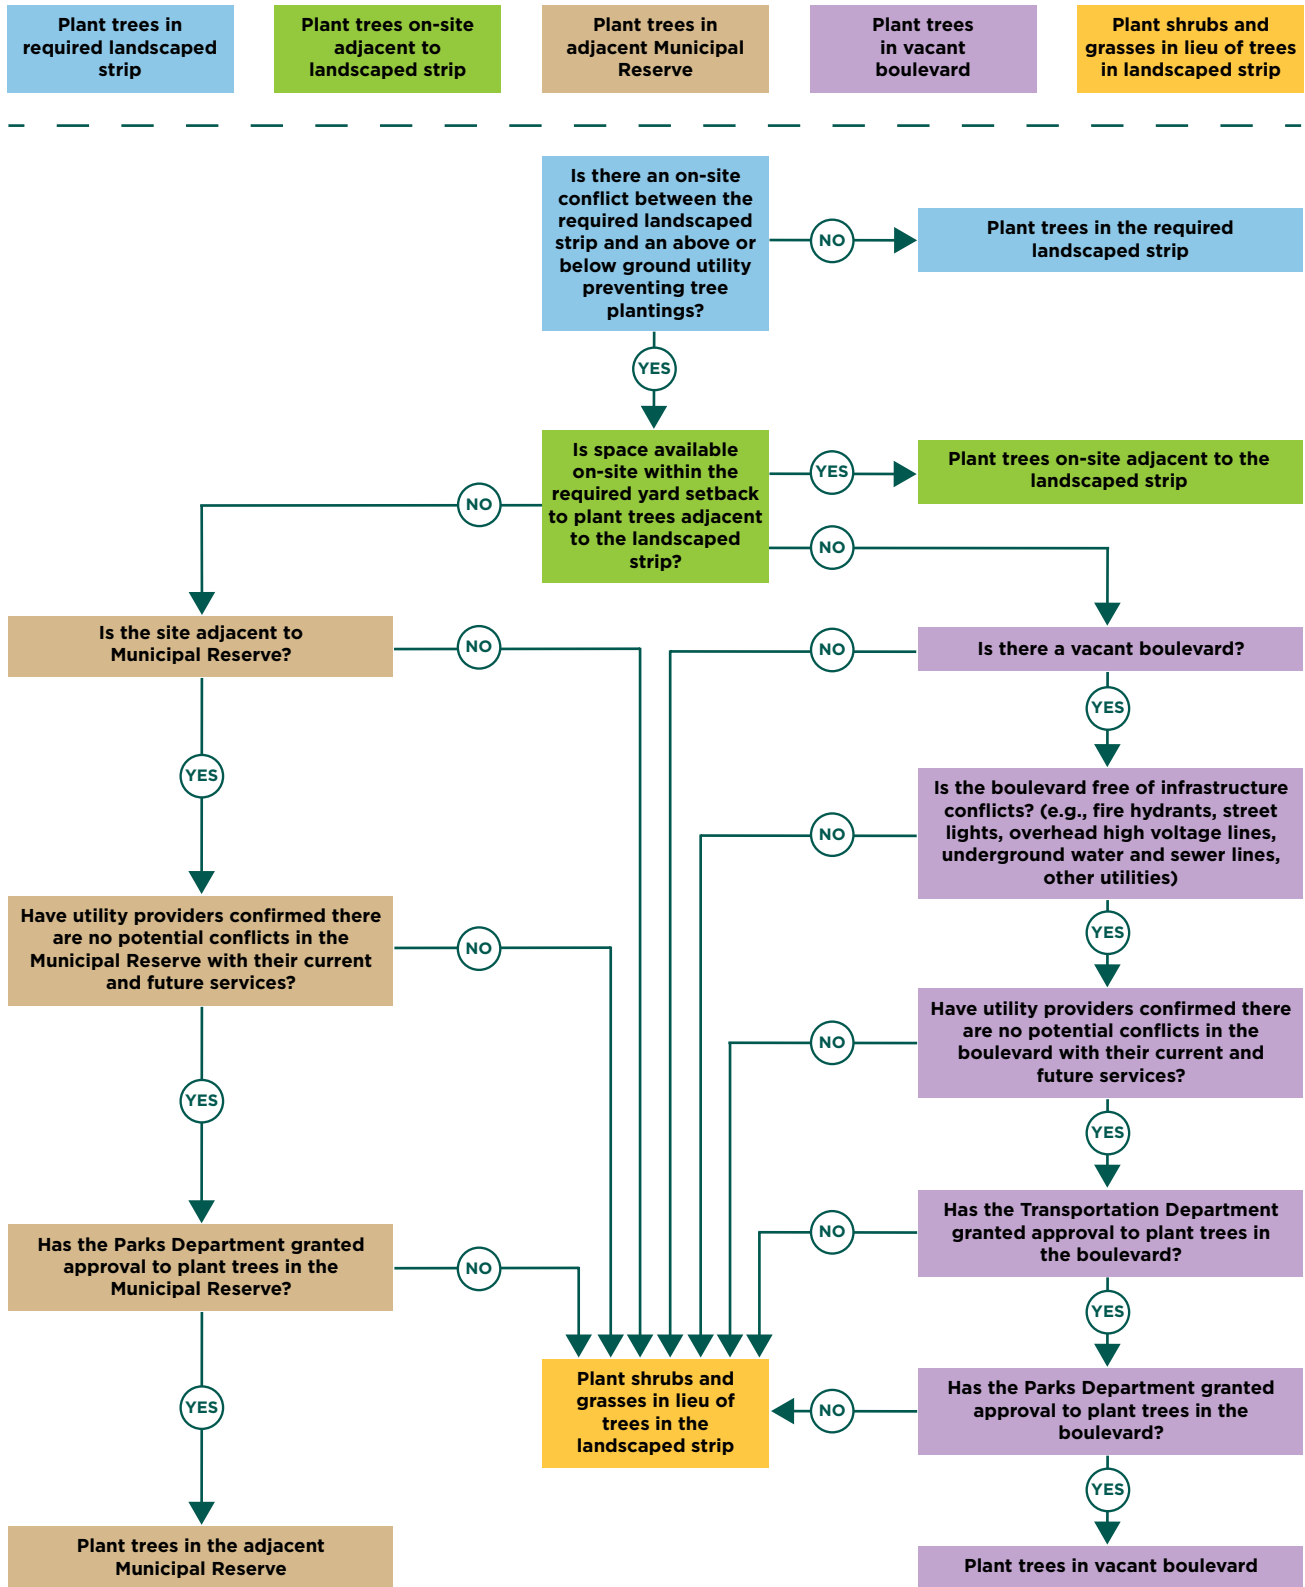 Plant trees in
required landscaped
strip
Plant trees on-site
adjacent to
landscaped strip
Plant trees in
adjacent Municipal
Reserve
Plant trees
in vacant
boulevard
Plant shrubs and
grasses in lieu of trees
in landscaped strip
Is there an on-site
conflict between the
required landscaped
strip and an above or
below ground utility
preventing tree
plantings?
NO
Plant trees in the required
landscaped strip
YES
Is space available
on-site within the
required yard setback
to plant trees adjacent
to the landscaped
strip?
YES
Plant trees on-site adjacent to the
landscaped strip
NO
NO
Is the site adjacent to
Municipal Reserve?
NO
NO
Is there a vacant boulevard?
YES
YES
Is the boulevard free of infrastructure
conflicts? (e.g., fire hydrants, street
lights, overhead high voltage lines,
underground water and sewer lines,
other utilities)
NO
YES
Have utility providers confirmed there
are no potential conflicts in the
Municipal Reserve with their current
and future services?
NO
Have utility providers confirmed there
are no potential conflicts in the
boulevard with their current and
future services?
NO
YES
YES
Has the Transportation Department
granted approval to plant trees in
the boulevard?
NO
Has the Parks Department granted
approval to plant trees in the
Municipal Reserve?
NO
YES
Plant shrubs and
grasses in lieu of
trees in the
landscaped strip
NO
Has the Parks Department granted
approval to plant trees in the
boulevard?
YES
YES
Plant trees in the adjacent
Municipal Reserve
Plant trees in vacant boulevard